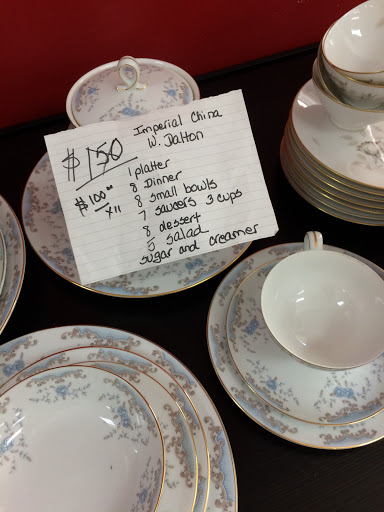 Imperial China
W. Dalton
$150
$100.00
1 platter
8 Dinner
8 small bowls
7 saucers 3 cups
8 dessert
5 salad
sugar and creamer